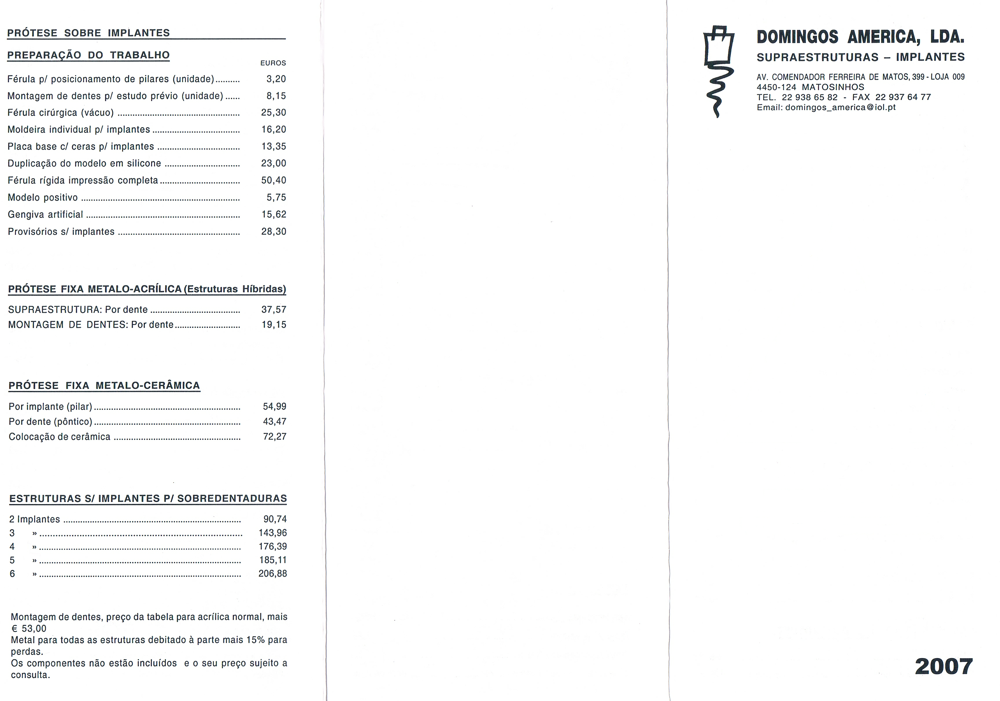 PRÓTESE SOBRE IMPLANTES
PREPARAÇÃO DO TRABALHO
EUROS
Férula p/ posicionamento de pilares (unidade).......... 3,20
Montagem de dentes p/ estudo prévio (unidade)...... 8,15
Férula cirúrgica (vácuo) .................................................. 25,30
Moldeira individual p/ implantes .................................... 16,20
Placa base c/ ceras p/ implantes .................................. 13,35
Duplicação do modelo em silicone ............................... 23,00
Férula rígida impressão completa ................................. 50,40
Modelo positivo ................................................................. 5,75
Gengiva artificial ............................................................... 15,62
Provisórios s/ implantes .................................................. 28,30
PRÓTESE FIXA METALO-ACRÍLICA (Estruturas Híbridas)
SUPRAESTRUTURA: Por dente ..................................... 37,57
MONTAGEM DE DENTES: Por dente........................... 19,15
PRÓTESE FIXA METALO-CERÂMICA
Por implante (pilar) ............................................................ 54,99
Por dente (pôntico) ............................................................ 43,47
Colocação de cerâmica .................................................... 72,27
ESTRUTURAS S/ IMPLANTES P/ SOBREDENTADURAS
2 Implantes ......................................................................... 90,74
3 » ................................................................................... 143,96
4 » ................................................................................... 176,39
5 » ................................................................................... 185,11
6 » ................................................................................... 206,88
Montagem de dentes, preço da tabela para acrílica normal, mais
€ 53,00
Metal para todas as estruturas debitado à parte mais 15% para
perdas.
Os componentes não estão incluídos e o seu preço sujeito a
consulta.
DOMINGOS AMERICA, LDA.
SUPRAESTRUTURAS – IMPLANTES
AV. COMENDADOR FERREIRA DE MATOS, 399 - LOJA 009
4450-124 MATOSINHOS
TEL. 22 938 65 82 - FAX 22 937 64 77
Email: domingos_america@iol.pt
2007